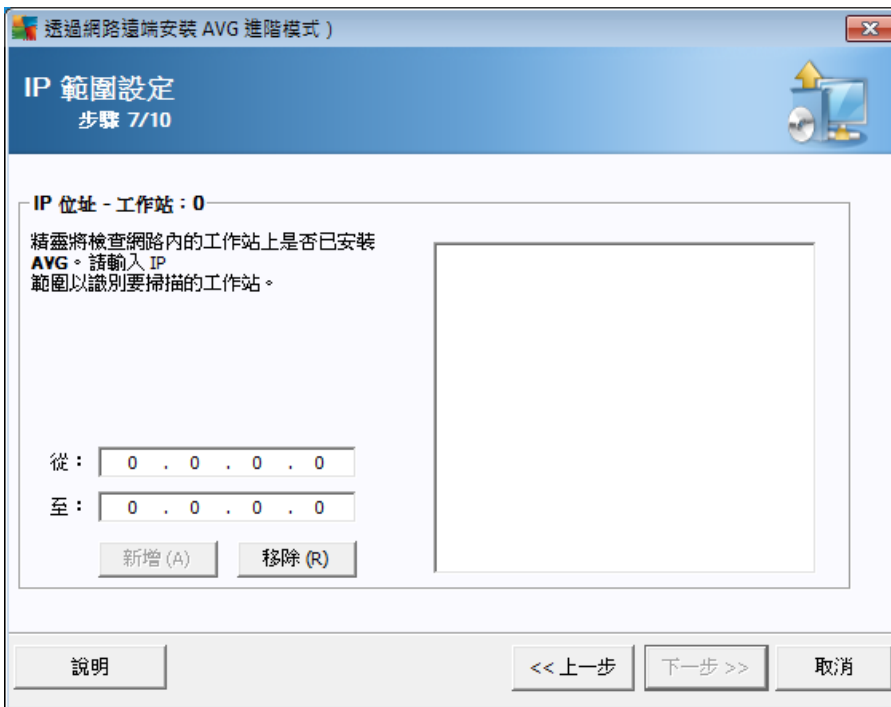 透過網路遠端安裝 AVG 進階模式 )
IP 範圍設定
步驟 7/10
IP 位址 - 工作站：0
精靈將檢查網路內的工作站上是否已安裝
AVG。請輸入 IP
範圍以識別要掃描的工作站。
從： 0 . 0 . 0 . 0
至： 0 . 0 . 0 . 0
新增 (A) 移除 (R)
說明 << 上一步 下一步 >> 取消